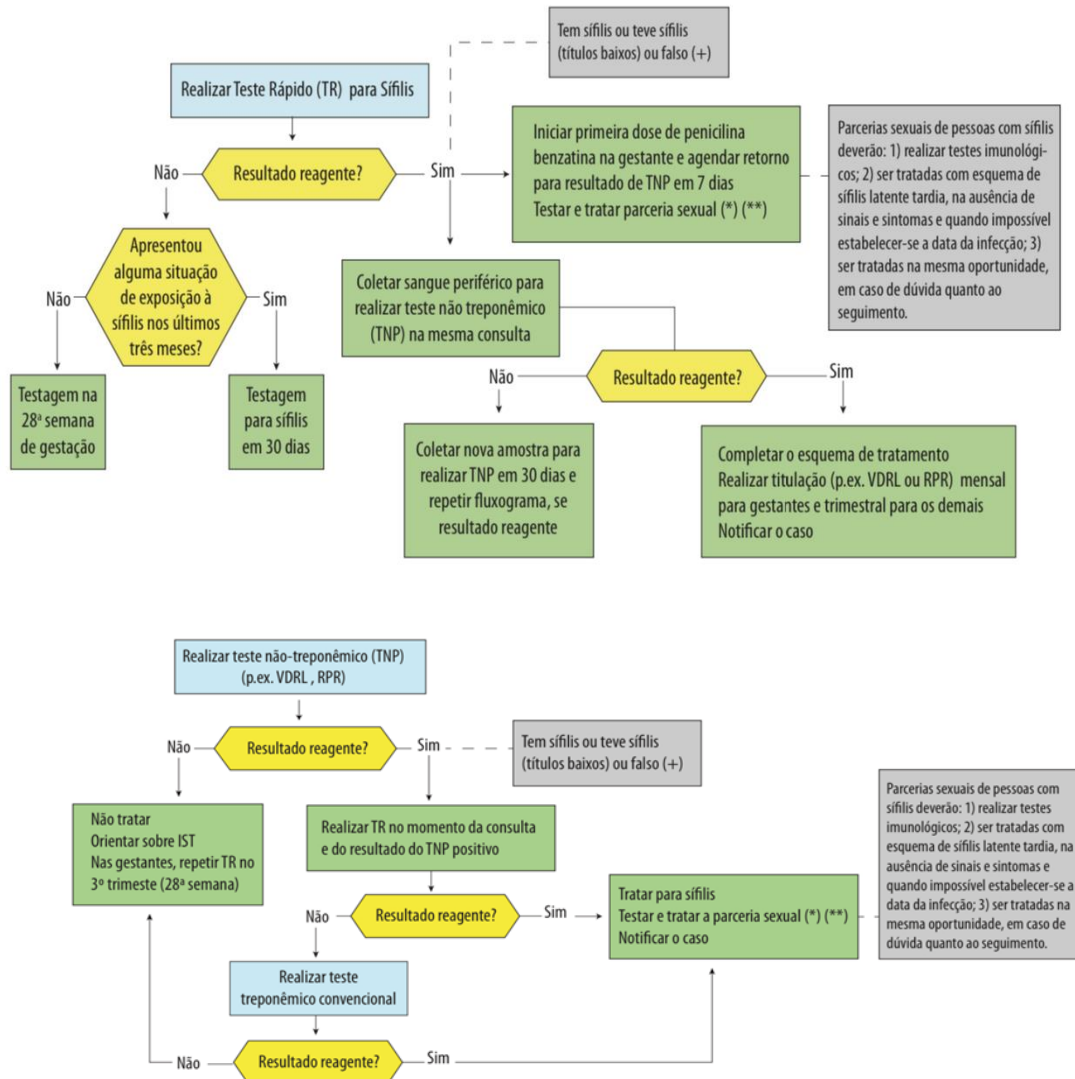 Tem sífilis ou teve sífilis
(títulos baixos) ou falso (+)
Realizar Teste Rápido (TR) para Sífilis
Não
Resultado reagente?
Sim
Iniciar primeira dose de penicilina
benzatina na gestante e agendar retorno
para resultado de TNP em 7 dias
Testar e tratar parceria sexual (*) (**)
Parcerias sexuais de pessoas com sífilis
deverão: 1) realizar testes imunológi-
cos; 2) ser tratadas com esquema de
sífilis latente tardia, na ausência de
sinais e sintomas e quando impossível
estabelecer-se a data da infecção; 3)
ser tratadas na mesma oportunidade,
em caso de dúvida quanto ao
seguimento.
Apresentou
alguma situação
de exposição à
sífilis nos últimos
três meses?
Não
Sim
Testagem na
28ª semana
de gestação
Testagem
para sífilis
em 30 dias
Coletar sangue periférico para
realizar teste não treponêmico
(TNP) na mesma consulta
Não
Resultado reagente?
Sim
Coletar nova amostra para
realizar TNP em 30 dias e
repetir fluxograma, se
resultado reagente
Completar o esquema de tratamento
Realizar titulação (p.ex. VDRL ou RPR) mensal
para gestantes e trimestral para os demais
Notificar o caso
Realizar teste não-treponêmico (TNP)
(p.ex. VDRL , RPR)
Não
Resultado reagente?
Sim
Tem sífilis ou teve sífilis
(títulos baixos) ou falso (+)
Não tratar
Orientar sobre IST
Nas gestantes, repetir TR no
3º trimeste (28ª semana)
Realizar TR no momento da consulta
e do resultado do TNP positivo
Parcerias sexuais de pessoas com
sífilis deverão: 1) realizar testes
imunológicos; 2) ser tratadas com
esquema de sífilis latente tardia, na
ausência de sinais e sintomas e
quando impossível estabelecer-se a
data da infecção; 3) ser tratadas na
mesma oportunidade, em caso de
dúvida quanto ao seguimento.
Não
Resultado reagente?
Sim
Tratar para sífilis
Testar e tratar a parceria sexual (*) (**)
Notificar o caso
Realizar teste
treponêmico convencional
Não
Resultado reagente?
Sim